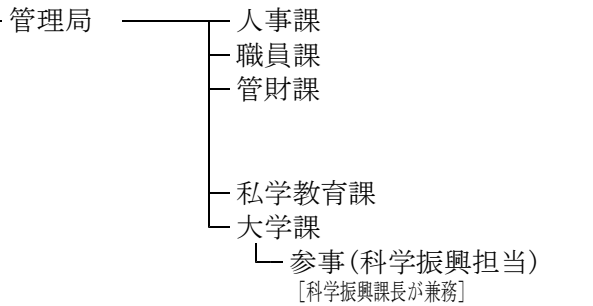 管理局
人事課
職員課
管財課
私学教育課
大学課
参事(科学振興担当)
[科学振興課長が兼務]